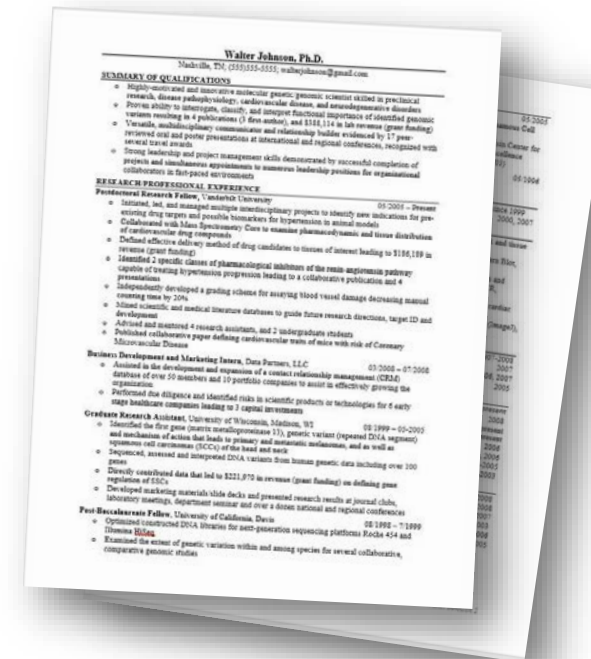 Walter Johnson, Ph.D.
Nashville, TN; (555)555-5555; walterjohnson@gmail.com
SUMMARY OF QUALIFICATIONS
Highly-motivated and innovative molecular genetic genomic scientist skilled in preclinical
research, disease pathophysiology, cardiovascular disease, and neurodegenerative disorders
Proven ability to interrogate, classify, and interpret functional importance of identified genomic
variants resulting in 4 publications (3 first-author), and $388,114 in lab revenue (grant funding)
Versatile, multidisciplinary communicator and relationship builder evidenced by 17 peer-
reviewed oral and poster presentations at international and regional conferences, recognized with
several travel awards
Strong leadership and project management skills demonstrated by successful completion of
projects and simultaneous appointments to numerous leadership positions for organizational
collaborators in fast-paced environments
RESEARCH/PROFESSIONAL EXPERIENCE
Postdoctoral Research Fellow, Vanderbilt University 05/2005 – Present
Initiated, led, and managed multiple interdisciplinary projects to identify new indications for pre-
existing drug targets and possible biomarkers for hypertension in animal models
Collaborated with Mass Spectrometry Core to examine pharmacodynamic and tissue distribution
of cardiovascular drug compounds
Defined effective delivery method of drug candidates to tissues of interest leading to $186,189 in
revenue (grant funding)
Identified 2 specific classes of pharmacological inhibitors of the renin-angiotensin pathway
capable of treating hypertension progression leading to a collaborative publication and 4
presentations
Independently developed a grading scheme for assaying blood vessel damage decreasing manual
counting time by 20%
Mined scientific and medical literature databases to guide future research directions, target ID and
development
Advised and mentored 4 research assistants, and 2 undergraduate students
Published collaborative paper defining cardiovascular traits of mice with risk of Coronary
Microvascular Disease
Business Development and Marketing Intern, Data Partners, LLC 03/2008 – 07/2008
Assisted in the development and expansion of a contact relationship management (CRM)
database of over 50 members and 10 portfolio companies to assist in effectively growing the
organization
Performed due diligence and identified risks in scientific products or technologies for 6 early
stage healthcare companies leading to 3 capital investments
Graduate Research Assistant, University of Wisconsin, Madison, WI 08/1999 – 05/2005
Identified the first gene (matrix metalloproteinase 13), genetic variant (repeated DNA segment)
and mechanism of action that leads to primary and metastatic melanomas, and as well as
squamous cell carcinomas (SCCs) of the head and neck
Sequenced, assessed and interpreted DNA variants from human genetic data including over 100
genes
Directly contributed data that led to $221,975 in revenue (grant funding) on defining gene
regulation of SSCs
Developed marketing materials slide decks and presented research results at journal clubs,
laboratory meetings, department seminar and over a dozen national and regional conferences
Post-Baccalaureate Fellow, University of California, Davis 08/1998 – 7/1999
Optimized constructed DNA libraries for next-generation sequencing platforms Roche 454 and
Illumina HiSeq
Examined the extent of genetic variation within and among species for several collaborative,
comparative genomic studies